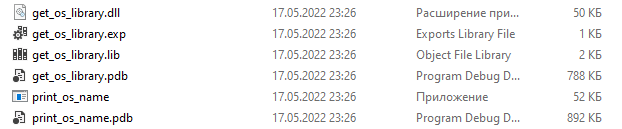 get_os_library.dll 17.05.2022 23:26 Расширение при... 50 КБ
get_os_library.exp 17.05.2022 23:26 Exports Library File 1 КБ
get_os_library.lib 17.05.2022 23:26 Object File Library 2 КБ
get_os_library.pdb 17.05.2022 23:26 Program Debug D... 788 КБ
print_os_name 17.05.2022 23:26 Приложение 52 КБ
print_os_name.pdb 17.05.2022 23:26 Program Debug D... 892 КБ